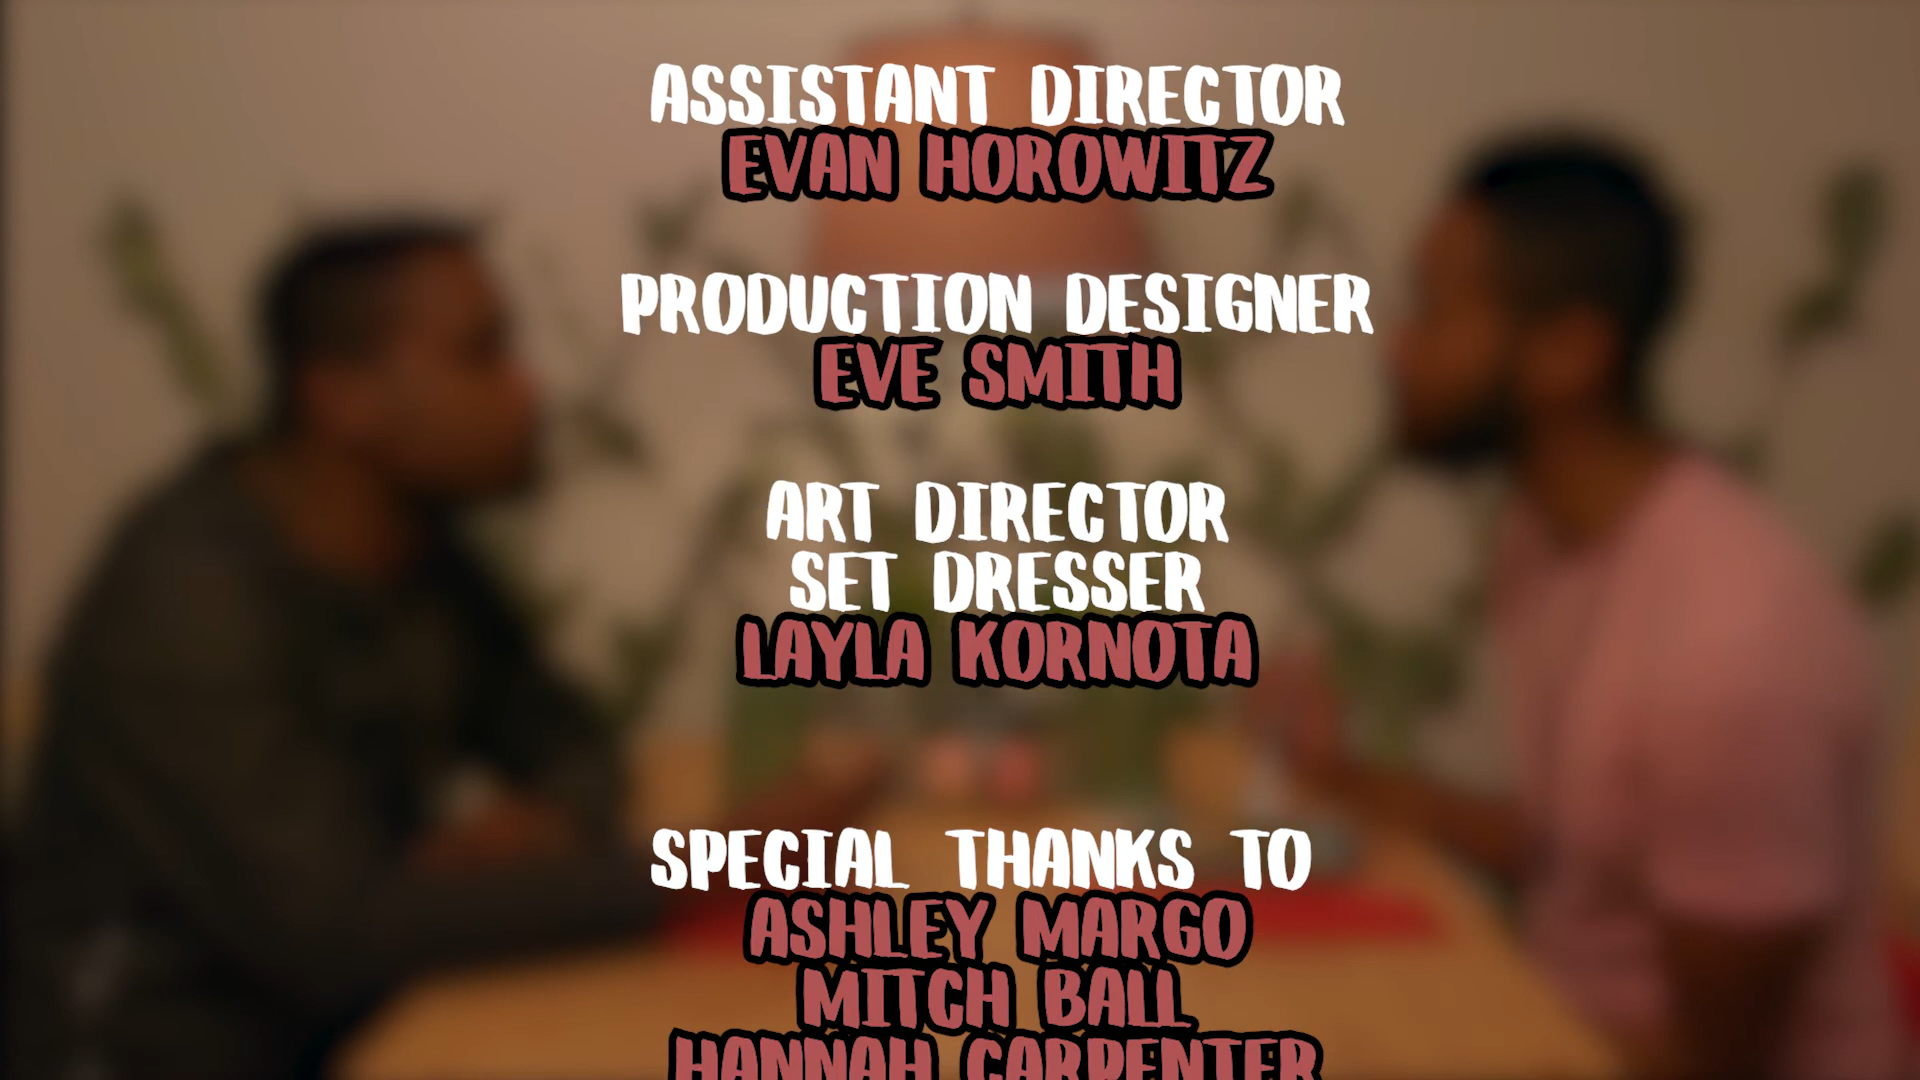 ASSISTANT DIRECTOR
EVAN HOROWITZ
PRODUCTION DESIGNER
EVE SMITH
ART DIRECTOR
SET DRESSER
LAYLA KORNOTA
SPECIAL THANKS TO
ASHLEY MARGO
MITCH BALL
HANNAH CARPENTER